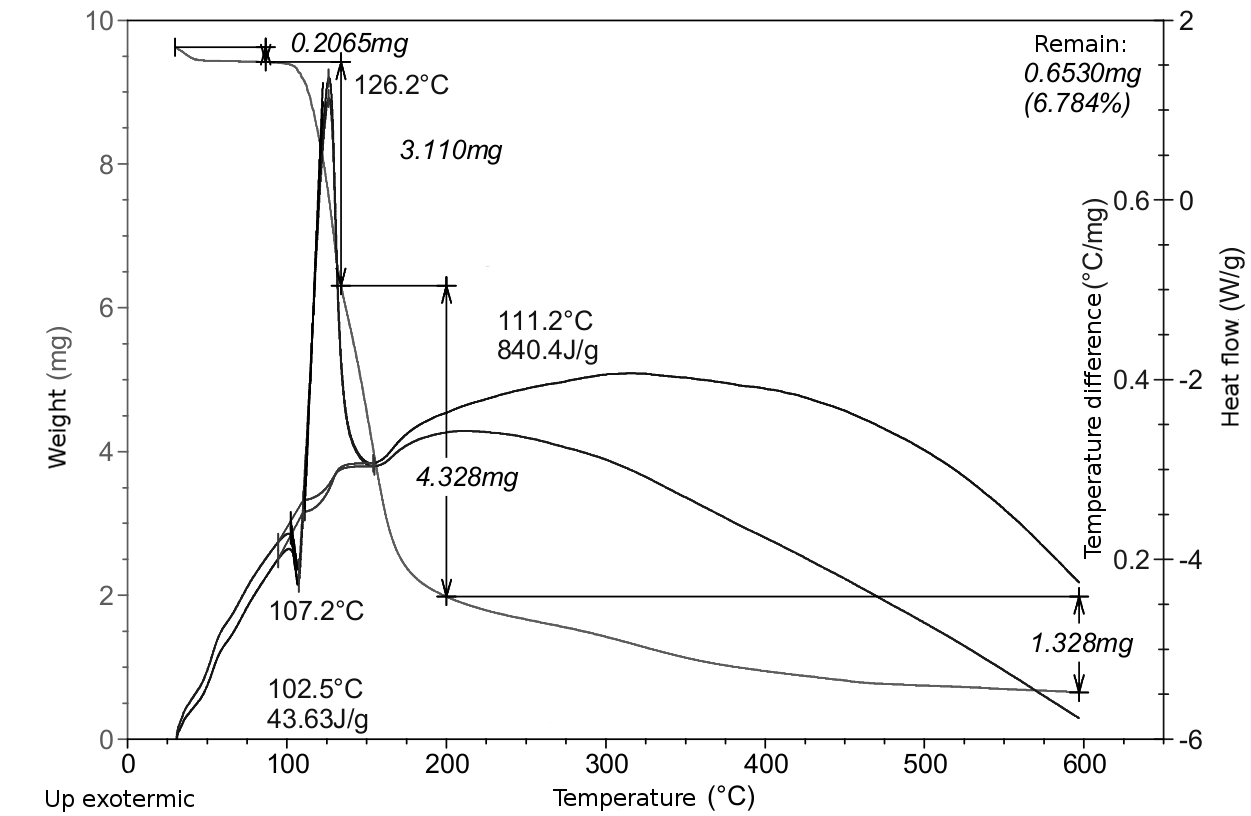 10
8
6
4
2
0
Weight (mg)
0.2065mg
126.2°C
3.110mg
111.2°C
840.4J/g
4.328mg
107.2°C
102.5°C
43.63J/g
1.328mg
Remain:
0.6530mg
(6.784%)
0.6
0.4
0.2
Temperature difference (°C/mg)
2
0
-2
-4
-6
Heat flow (W/g)
0 100 200 300 400 500 600
Temperature (°C)
Up exotermic